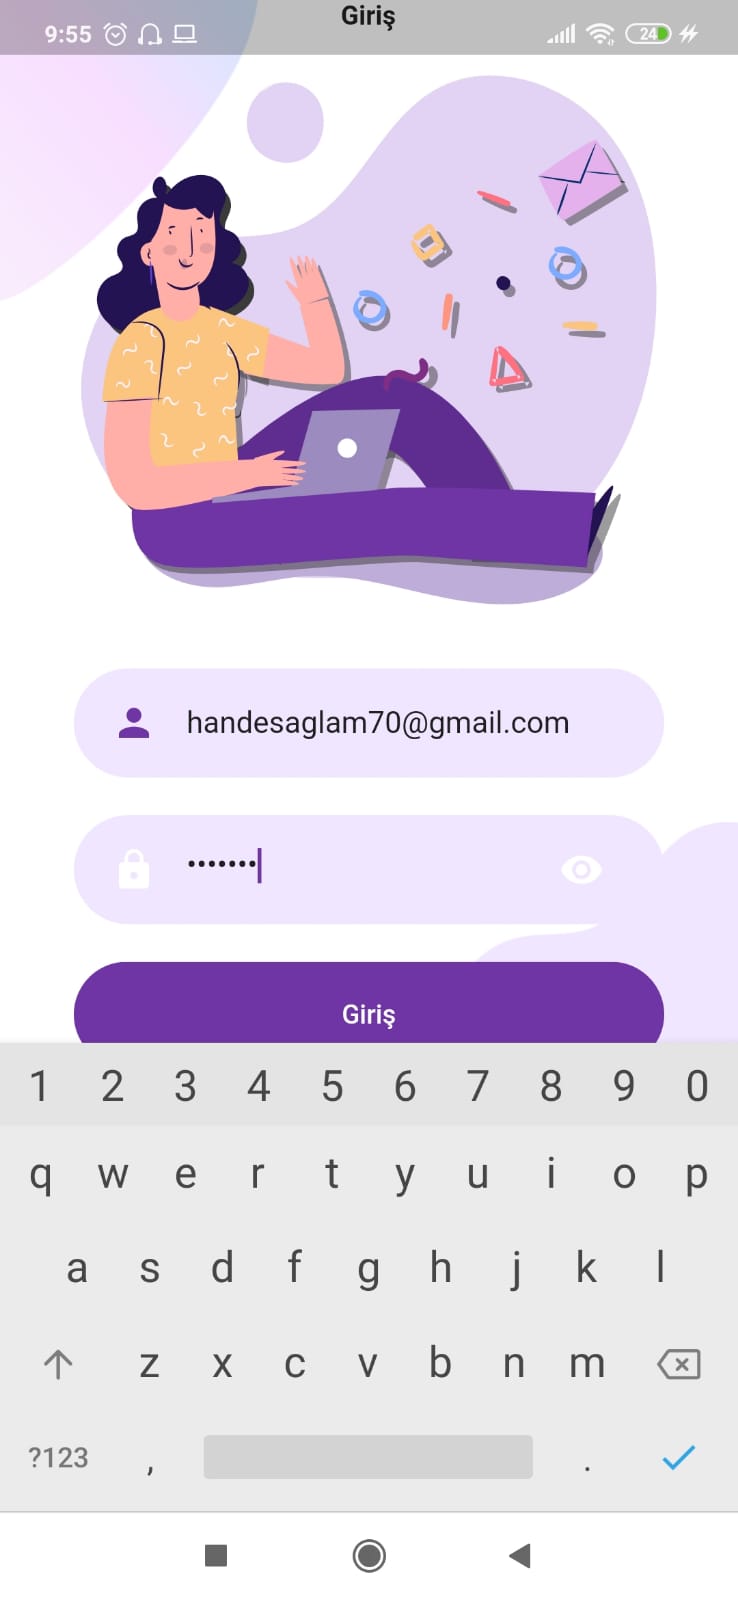 Giriş
9:55
24
handesaglam70@gmail.com
•••••••
Giriş
1 2 3 4 5 6 7 8 9 0
q w e r t y u i o p
a s d f g h j k l
z x c v b n m
?123 , .